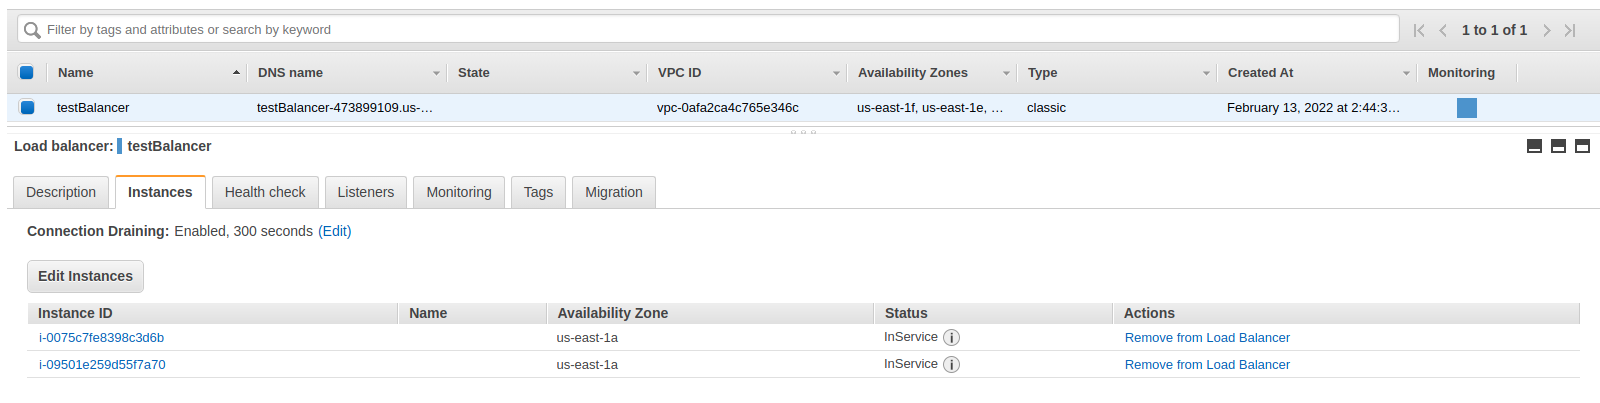 Filter by tags and attributes or search by keyword 1 to 1 of 1
Name DNS name State VPC ID Availability Zones Type Created At Monitoring
testBalancer testBalancer-473899109.us-... vpc-0afa2ca4c765e346c us-east-1f, us-east-1e, ... classic February 13, 2022 at 2:44:3...
Load balancer: testBalancer
Description Instances Health check Listeners Monitoring Tags Migration
Connection Draining: Enabled, 300 seconds (Edit)
Edit Instances
Instance ID Name Availability Zone Status Actions
i-0075c7fe8398c3d6b us-east-1a InService i Remove from Load Balancer
i-09501e259d55f7a70 us-east-1a InService i Remove from Load Balancer